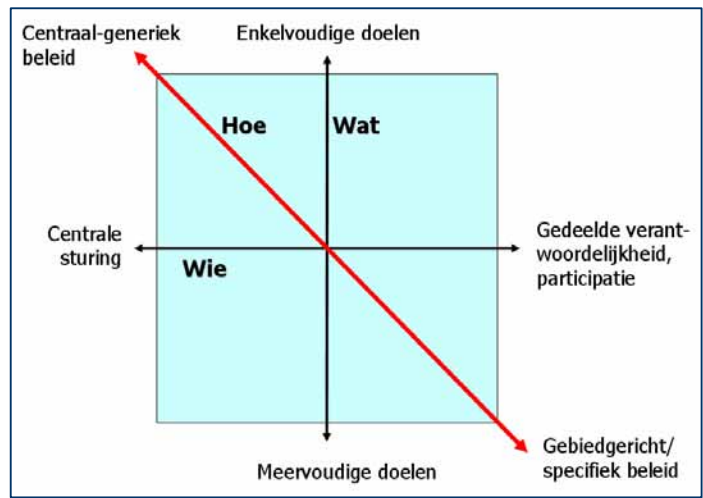 Centraal-generiek
beleid
Enkelvoudige doelen
Hoe
Wat
Centrale
sturing
Wie
Gedeelde verant-
woordelijkheid,
participatie
Meervoudige doelen
Gebiedgericht/
specifiek beleid